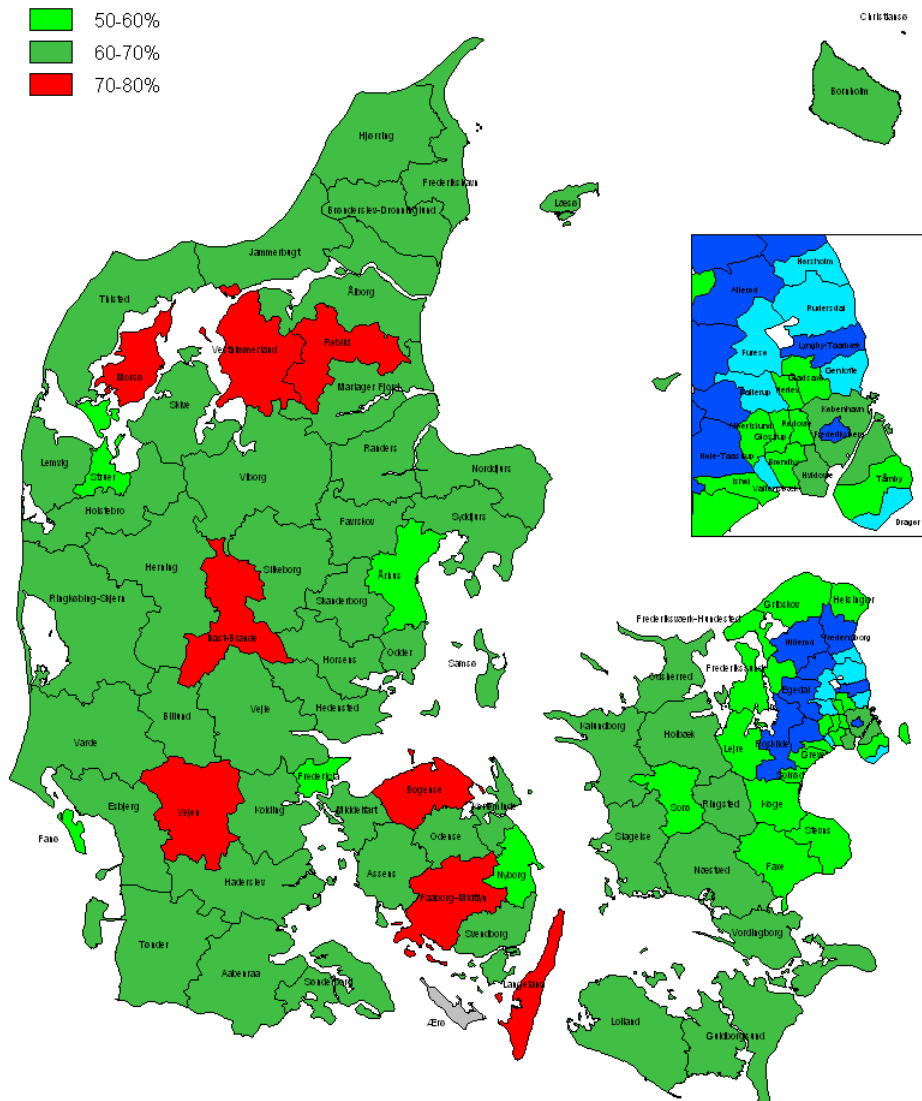 50-60%
60-70%
70-80%
Christiansø
Bornholm
Hjørring
Frederikshavn
Brønderslev-Dronninglund
Læsø
Jammerbugt
Ålborg
Thisted
Vesthimmerland
Rebild
Morsø
Mariager Fjord
Skive
Randers
Lemvig
Viborg
Norddjurs
Struer
Holstebro
Favrskov
Syddjurs
Herning
Silkeborg
Århus
Ringkøbing-Skjern
Skanderborg
Ikast-Brande
Horsens
Odder
Samsø
Hedensted
Billund
Vejle
Varde
Fredericia
Esbjerg
Vejen
Kolding
Middelfart
Bogense
Kerteminde
Fanø
Odense
Assens
Nyborg
Haderslev
Faaborg-Midtfyn
Svendborg
Tønder
Aabenraa
Sønderborg
Langeland
Ærø
Hørsholm
Allerød
Rudersdal
Lyngby-Taarbæk
Furesø
Gentofte
Gladsaxe
Ballerup
Herlev
København
Albertslund
Rødovre
Glostrup
Frederiksberg
Høje-Taastrup
Brøndby
Hvidovre
Ishøj
Vallensbæk
Tårnby
Dragør
Gribskov
Helsingør
Frederiksværk-Hundested
Hillerød
Fredensborg
Frederikssund
Odsherred
Egedal
Kalundborg
Holbæk
Lejre
Roskilde
Greve
Solrød
Sorø
Ringsted
Køge
Slagelse
Stevns
Næstved
Faxe
Vordingborg
Lolland
Guldborgsund